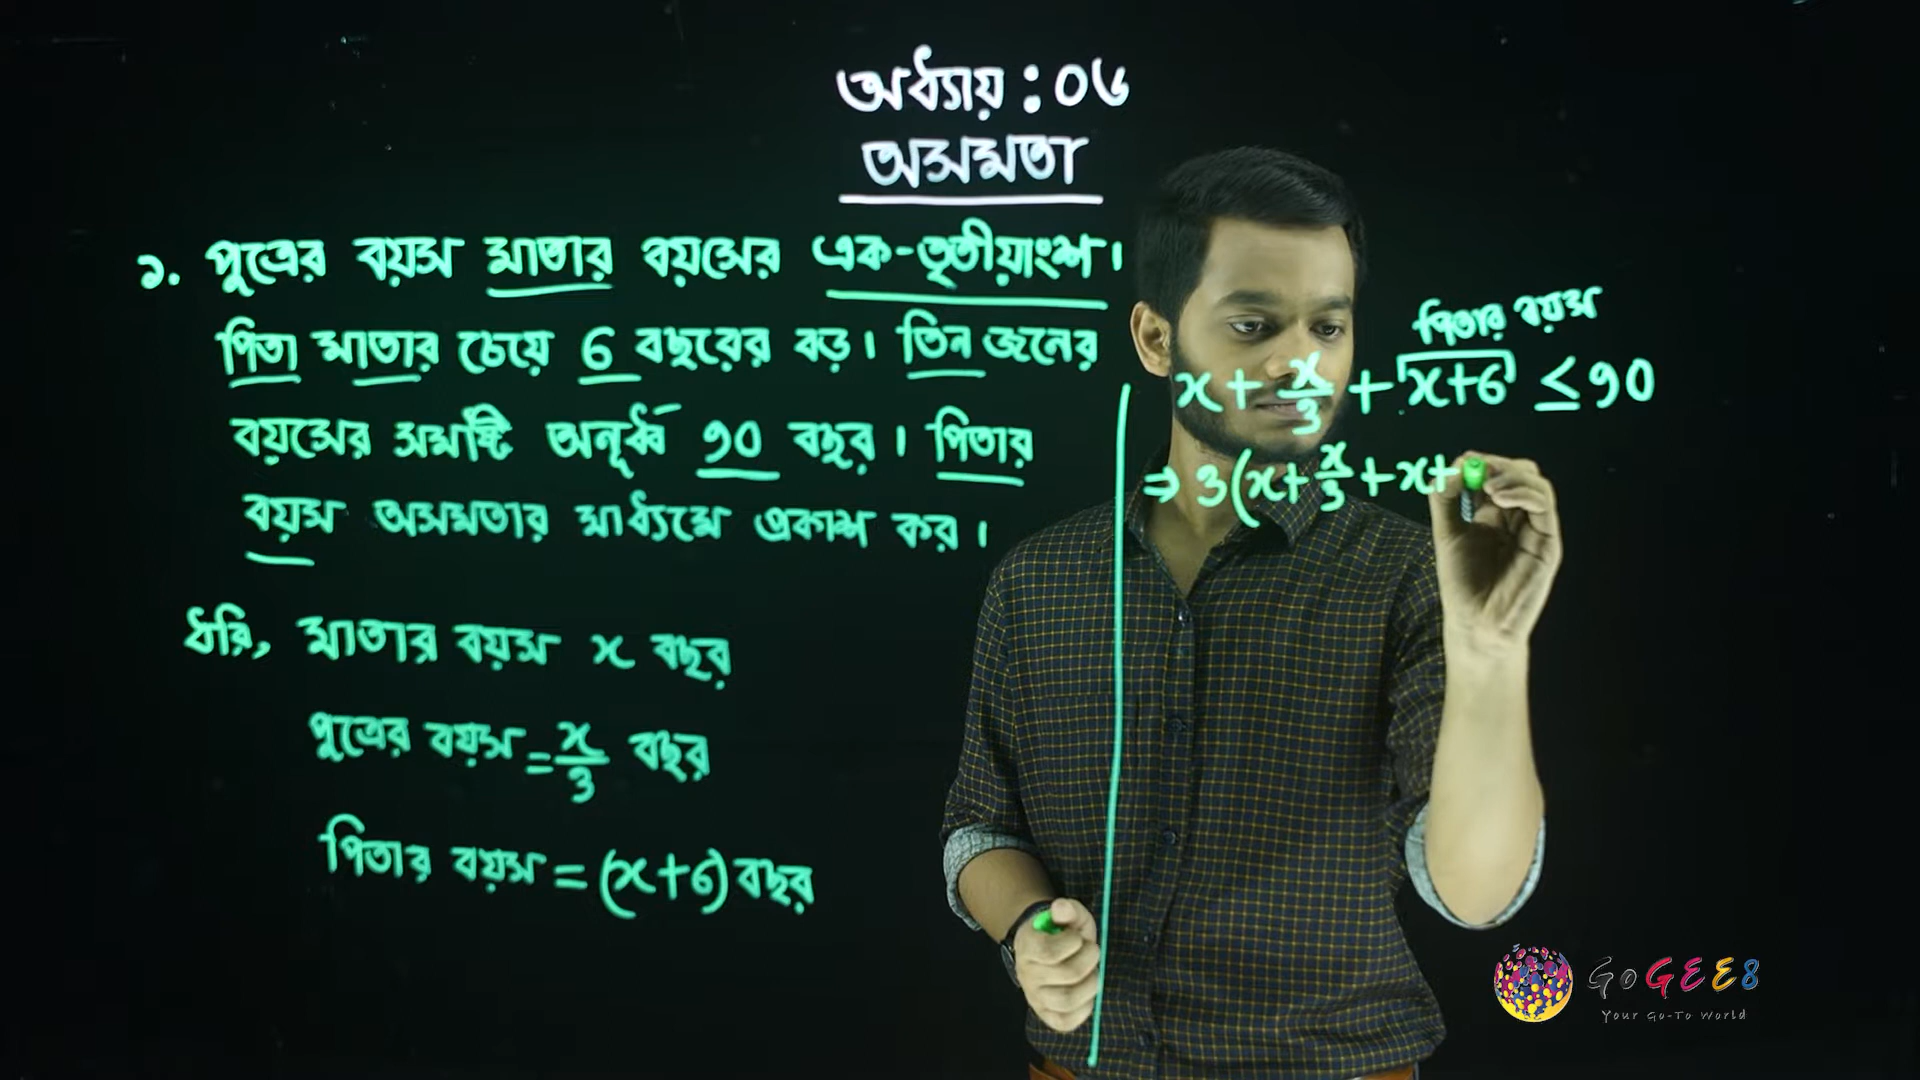 অধ্যায় : ০৬
অসমতা
১. পুত্রের বয়স মাতার বয়সের এক-তৃতীয়াংশ।
পিতা মাতার চেয়ে 6 বছরের বড়। তিন জনের
বয়সের সমষ্টি অনূর্ধ্ব ৭০ বছর। পিতার
বয়স অসমতার মাধ্যমে প্রকাশ কর।
ধরি, মাতার বয়স x বছর
পুত্রের বয়স = x/3 বছর
পিতার বয়স = (x+6) বছর
পিতার বয়স
x + x/3 + x+6 ≤ ৭০
⇒ 3(x + x/3 + x+
GOGEE8
Your Go-To World